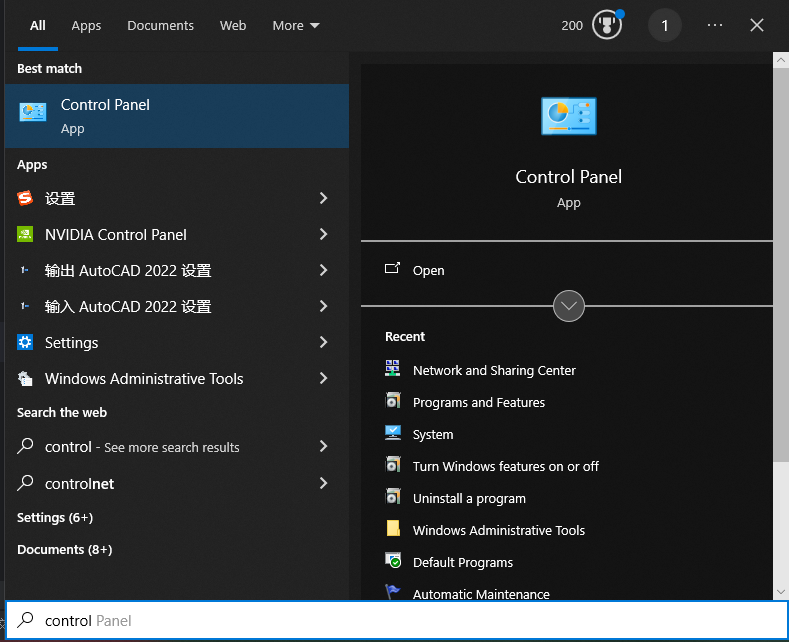 All Apps Documents Web More 200 1
Best match
Control Panel
App
Apps
设置
NVIDIA Control Panel
输出 AutoCAD 2022 设置
输入 AutoCAD 2022 设置
Settings
Windows Administrative Tools
Search the web
control - See more search results
controlnet
Settings (6+)
Documents (8+)
Control Panel
App
Open
Recent
Network and Sharing Center
Programs and Features
System
Turn Windows features on or off
Uninstall a program
Windows Administrative Tools
Default Programs
Automatic Maintenance
control Panel